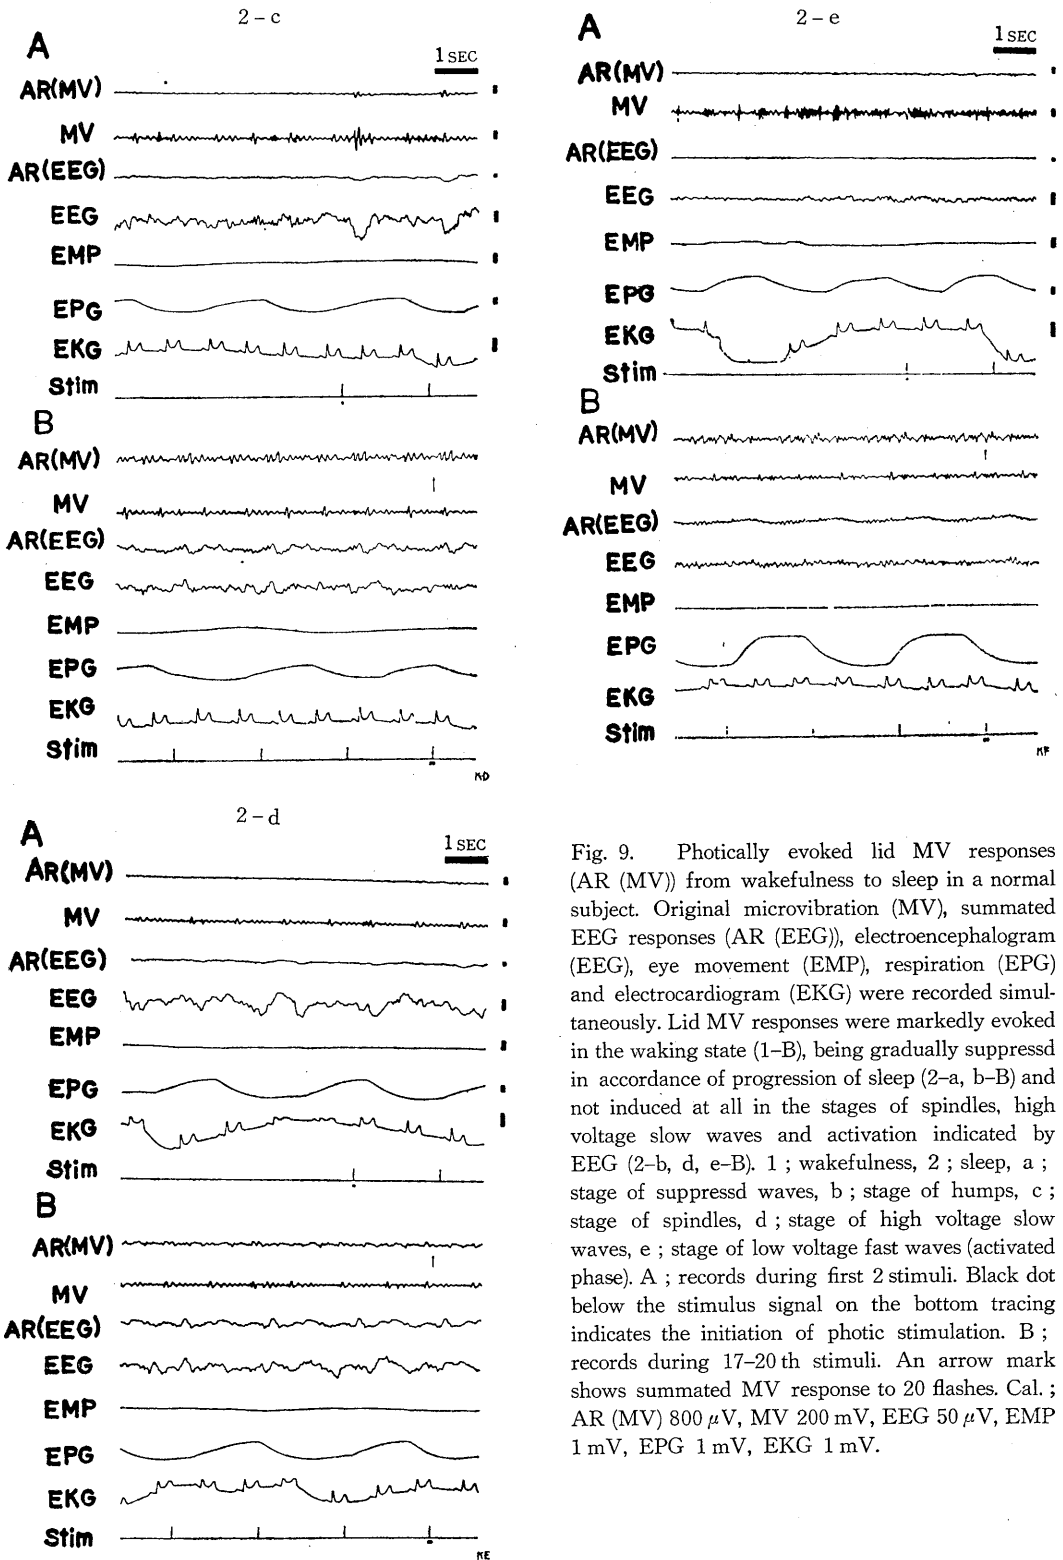 2-c
A
1 SEC
AR(MV)
MV
AR(EEG)
EEG
EMP
EPG
EKG
Stim
B
AR(MV)
MV
AR(EEG)
EEG
EMP
EPG
EKG
Stim
KD
2-d
A
1 SEC
AR(MV)
MV
AR(EEG)
EEG
EMP
EPG
EKG
Stim
B
AR(MV)
MV
AR(EEG)
EEG
EMP
EPG
EKG
Stim
KE
2-e
A
1 SEC
AR(MV)
MV
AR(EEG)
EEG
EMP
EPG
EKG
Stim
B
AR(MV)
MV
AR(EEG)
EEG
EMP
EPG
EKG
Stim
KF
Fig. 9. Photically evoked lid MV responses
(AR (MV)) from wakefulness to sleep in a normal
subject. Original microvibration (MV), summated
EEG responses (AR (EEG)), electroencephalogram
(EEG), eye movement (EMP), respiration (EPG)
and electrocardiogram (EKG) were recorded simul-
taneously. Lid MV responses were markedly evoked
in the waking state (1-B), being gradually suppressd
in accordance of progression of sleep (2-a, b-B) and
not induced at all in the stages of spindles, high
voltage slow waves and activation indicated by
EEG (2-b, d, e-B). 1 ; wakefulness, 2 ; sleep, a ;
stage of suppressd waves, b ; stage of humps, c ;
stage of spindles, d ; stage of high voltage slow
waves, e ; stage of low voltage fast waves (activated
phase). A ; records during first 2 stimuli. Black dot
below the stimulus signal on the bottom tracing
indicates the initiation of photic stimulation. B ;
records during 17-20 th stimuli. An arrow mark
shows summated MV response to 20 flashes. Cal. ;
AR (MV) 800 μV, MV 200 mV, EEG 50 μV, EMP
1 mV, EPG 1 mV, EKG 1 mV.